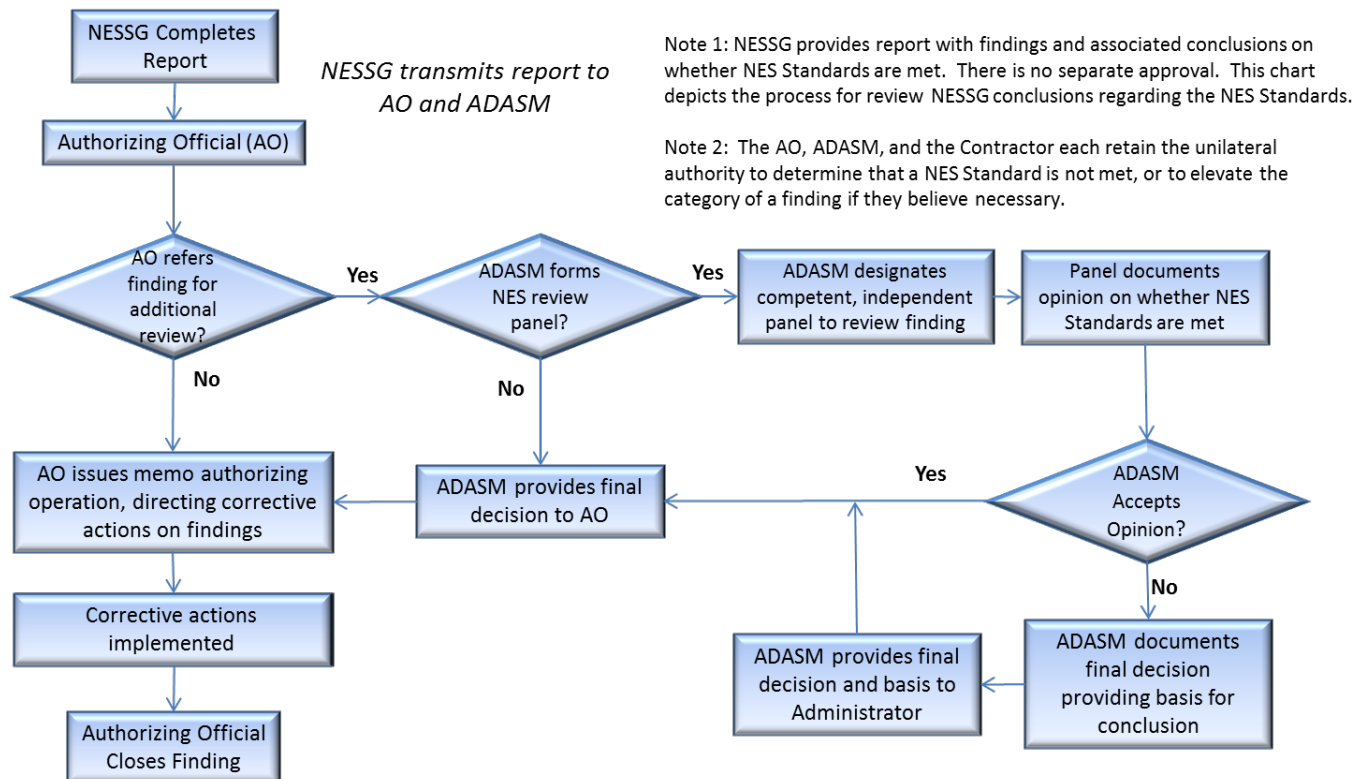 NESSG Completes
Report
NESSG transmits report to
AO and ADASM
Note 1: NESSG provides report with findings and associated conclusions on
whether NES Standards are met.  There is no separate approval.  This chart
depicts the process for review NESSG conclusions regarding the NES Standards.
Note 2:  The AO, ADASM, and the Contractor each retain the unilateral
authority to determine that a NES Standard is not met, or to elevate the
category of a finding if they believe necessary.
Authorizing Official (AO)
AO refers
finding for
additional
review?
Yes
No
ADASM forms
NES review
panel?
Yes
No
ADASM designates
competent, independent
panel to review finding
Panel documents
opinion on whether NES
Standards are met
ADASM
Accepts
Opinion?
Yes
No
ADASM provides final
decision to AO
AO issues memo authorizing
operation, directing corrective
actions on findings
ADASM documents
final decision
providing basis for
conclusion
ADASM provides final
decision and basis to
Administrator
Corrective actions
implemented
Authorizing Official
Closes Finding